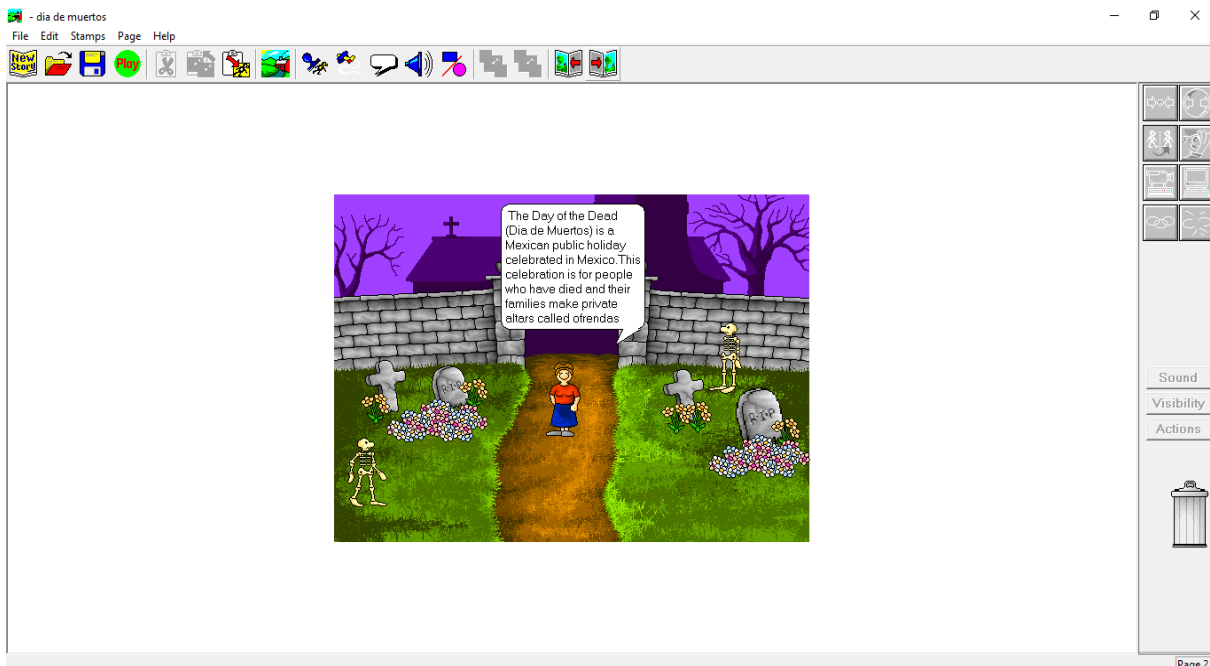 - dia de muertos
File Edit Stamps Page Help
New Story
Play
The Day of the Dead
(Dia de Muertos) is a
Mexican public holiday
celebrated in Mexico.This
celebration is for people
who have died and their
families make private
altars called ofrendas
R-I-P
R-I-P
Sound
Visibility
Actions
Page 2